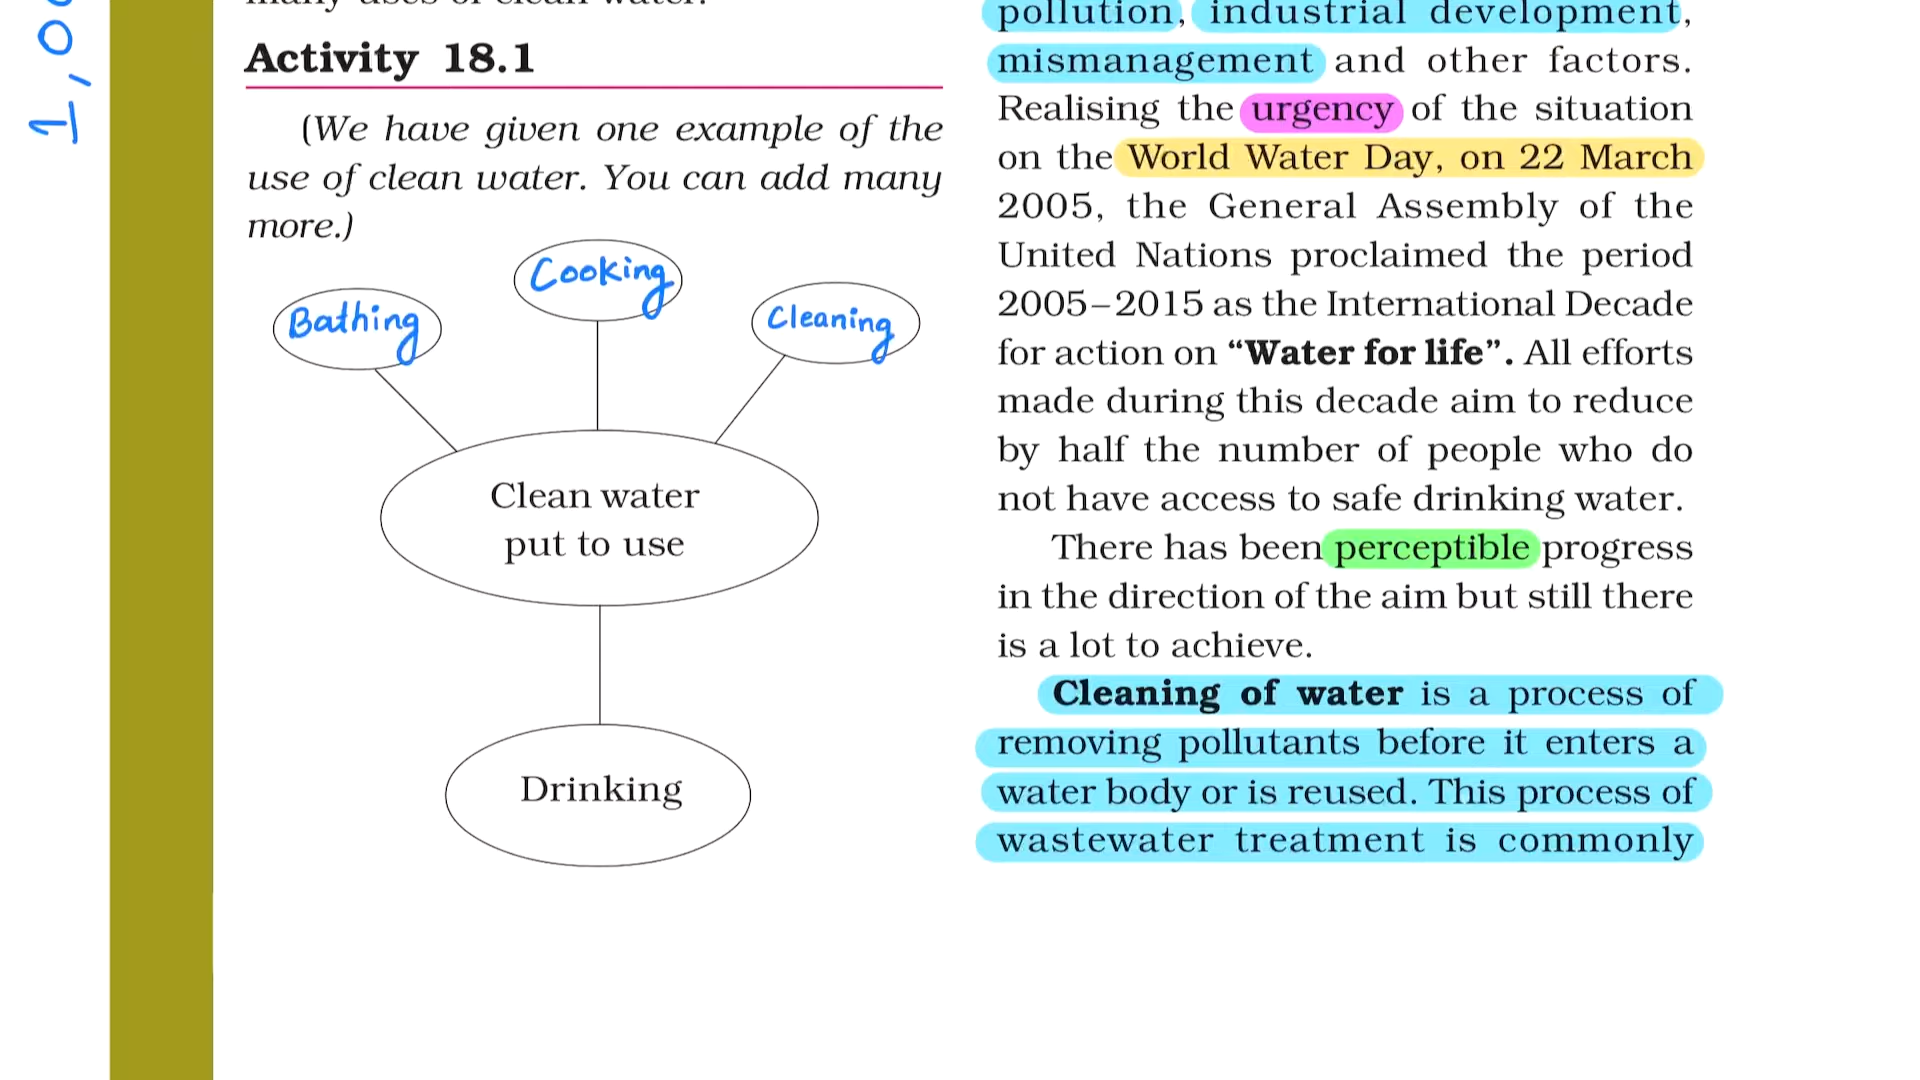 many uses of clean water.
Activity 18.1
(We have given one example of the
use of clean water. You can add many
more.)
Cooking
Bathing
Cleaning
Clean water
put to use
Drinking
pollution, industrial development,
mismanagement and other factors.
Realising the urgency of the situation
on the World Water Day, on 22 March
2005, the General Assembly of the
United Nations proclaimed the period
2005–2015 as the International Decade
for action on “Water for life”. All efforts
made during this decade aim to reduce
by half the number of people who do
not have access to safe drinking water.
There has been perceptible progress
in the direction of the aim but still there
is a lot to achieve.
Cleaning of water is a process of
removing pollutants before it enters a
water body or is reused. This process of
wastewater treatment is commonly